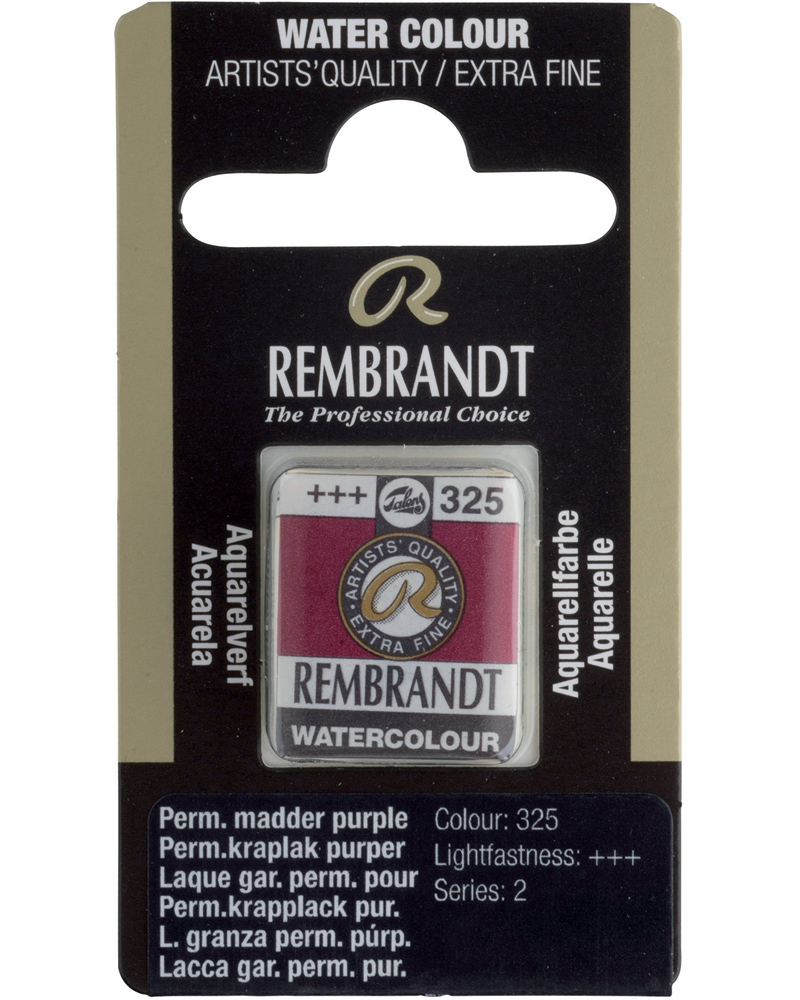 WATER COLOUR
ARTISTS'QUALITY / EXTRA FINE
R
REMBRANDT
The Professional Choice
+++ Talens 325
ARTISTS' QUALITY
R
EXTRA FINE
REMBRANDT
WATERCOLOUR
Aquarelverf
Acuarela
Aquarellfarbe
Aquarelle
Perm. madder purple
Perm.kraplak purper
Laque gar. perm. pour
Perm.krapplack pur.
L. granza perm. púrp.
Lacca gar. perm. pur.
Colour: 325
Lightfastness: +++
Series: 2